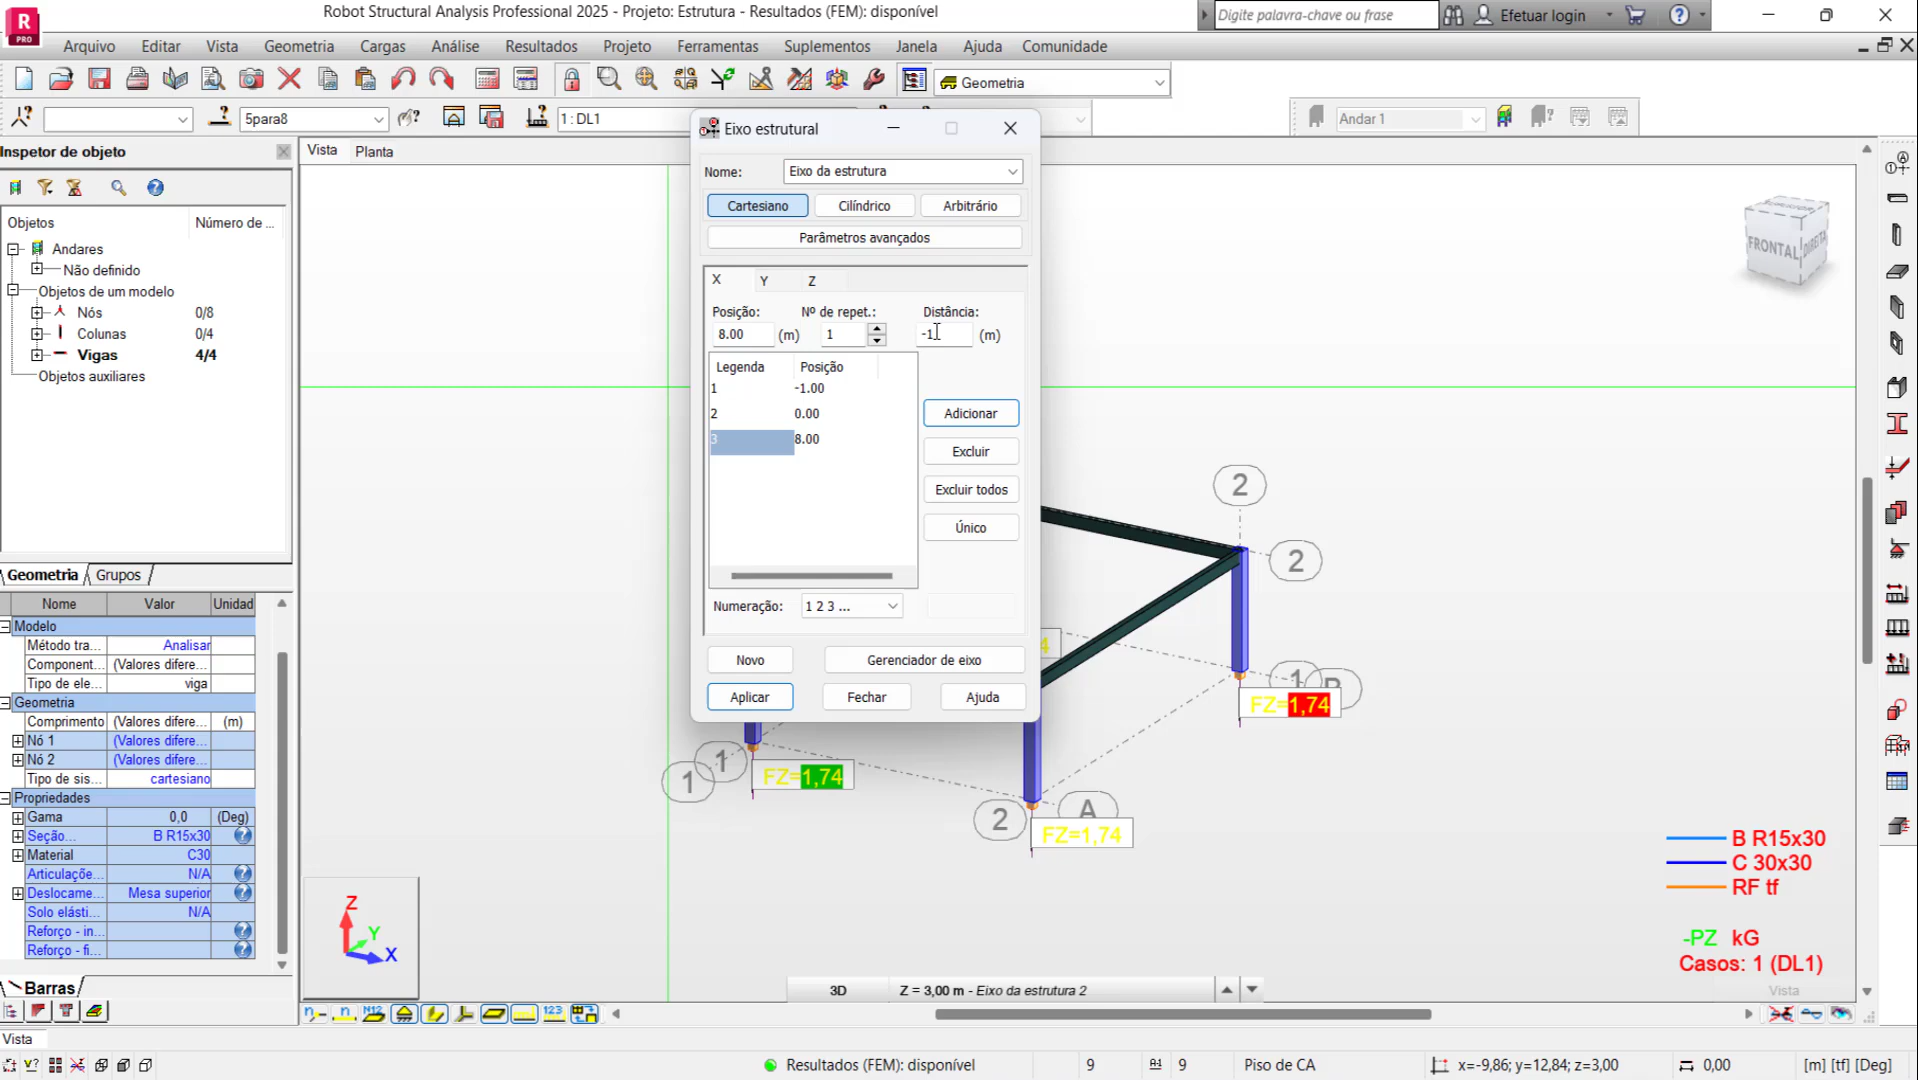 Robot Structural Analysis Professional 2025 - Projeto: Estrutura - Resultados (FEM): disponível
Digite palavra-chave ou frase
Efetuar login
R
PRO
Arquivo Editar Vista Geometria Cargas Análise Resultados Projeto Ferramentas Suplementos Janela Ajuda Comunidade
Geometria
5para8
1 : DL1
Andar 1
Inspetor de objeto
Objetos Número de ...
Andares
Não definido
Objetos de um modelo
Nós 0/8
Colunas 0/4
Vigas 4/4
Objetos auxiliares
Geometria Grupos
Nome Valor Unidad
Modelo
Método tra... Analisar
Component... (Valores difere...
Tipo de ele... viga
Geometria
Comprimento (Valores difere... (m)
Nó 1 (Valores difere...
Nó 2 (Valores difere...
Tipo de sis... cartesiano
Propriedades
Gama 0,0 (Deg)
Seção... B R15x30
Material C30
Articulaçõe... N/A
Deslocame... Mesa superior
Solo elásti... N/A
Reforço - in...
Reforço - fi...
Barras
Vista
Vista Planta
Eixo estrutural
Nome: Eixo da estrutura
Cartesiano Cilíndrico Arbitrário
Parâmetros avançados
X Y Z
Posição: Nº de repet.: Distância:
8.00 (m) 1 -1 (m)
Legenda Posição
1 -1.00
2 0.00
3 8.00
Adicionar
Excluir
Excluir todos
Único
Numeração: 1 2 3 ...
Novo Gerenciador de eixo
Aplicar Fechar Ajuda
FRONTAL DIREITA
2
2
4
1 B
FZ=1,74
1 1
FZ=1,74
2 A
FZ=1,74
B R15x30
C 30x30
RF tf
-PZ kG
Casos: 1 (DL1)
Vista
Z
Y
X
3D Z = 3,00 m - Eixo da estrutura 2
Resultados (FEM): disponível 9 9 Piso de CA x=-9,86; y=12,84; z=3,00 0,00 [m] [tf] [Deg]